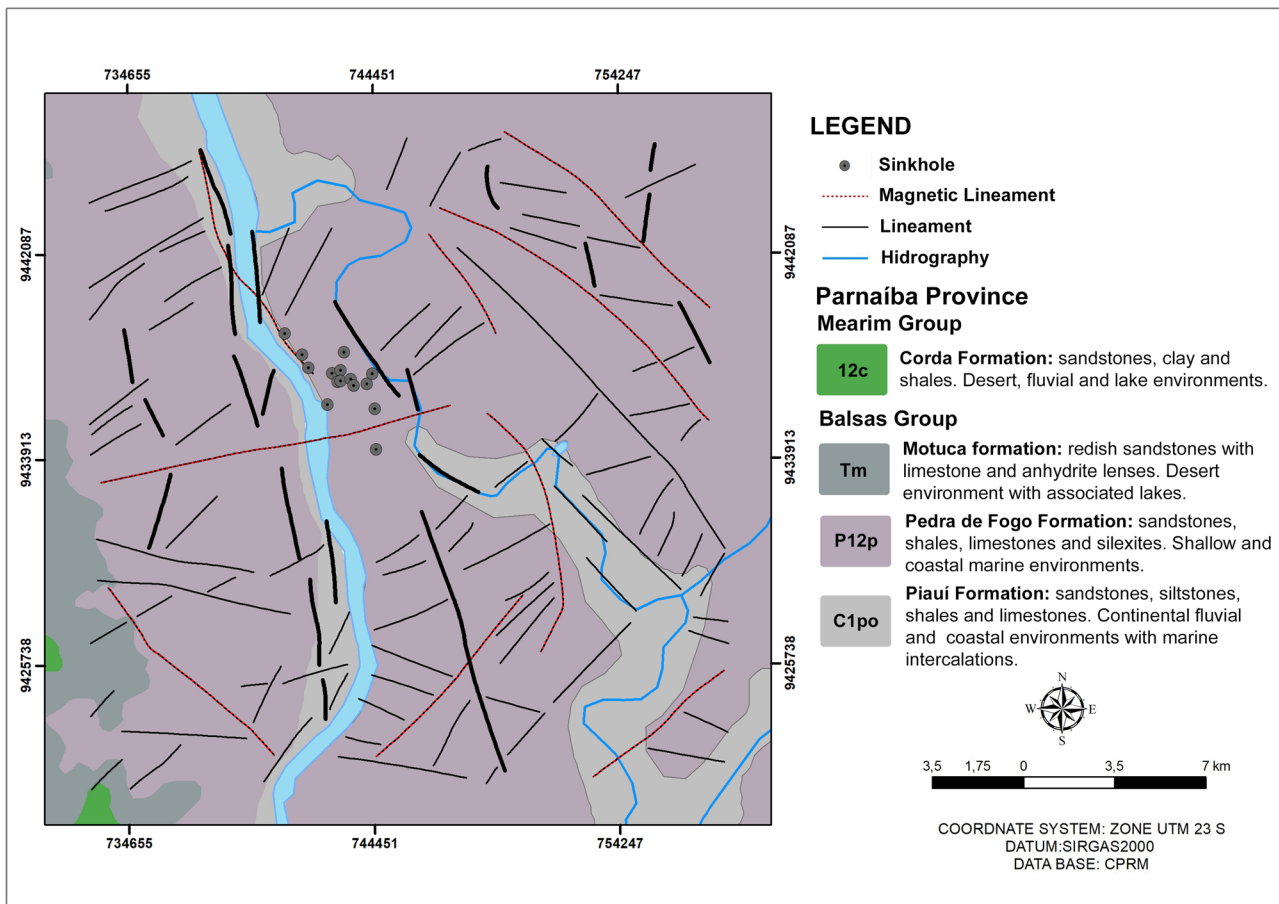 734655
744451
754247
9442087
9433913
9425738
9442087
9433913
9425738
734655
744451
754247
LEGEND
Sinkhole
Magnetic Lineament
Lineament
Hidrography
Parnaíba Province
Mearim Group
12c
Corda Formation: sandstones, clay and
shales. Desert, fluvial and lake environments.
Balsas Group
Tm
Motuca formation: redish sandstones with
limestone and anhydrite lenses. Desert
environment with associated lakes.
P12p
Pedra de Fogo Formation: sandstones,
shales, limestones and silexites. Shallow and
coastal marine environments.
C1po
Piauí Formation: sandstones, siltstones,
shales and limestones. Continental fluvial
and coastal environments with marine
intercalations.
N
W
E
S
3,5 1,75 0 3,5 7 km
COORDNATE SYSTEM: ZONE UTM 23 S
DATUM:SIRGAS2000
DATA BASE: CPRM